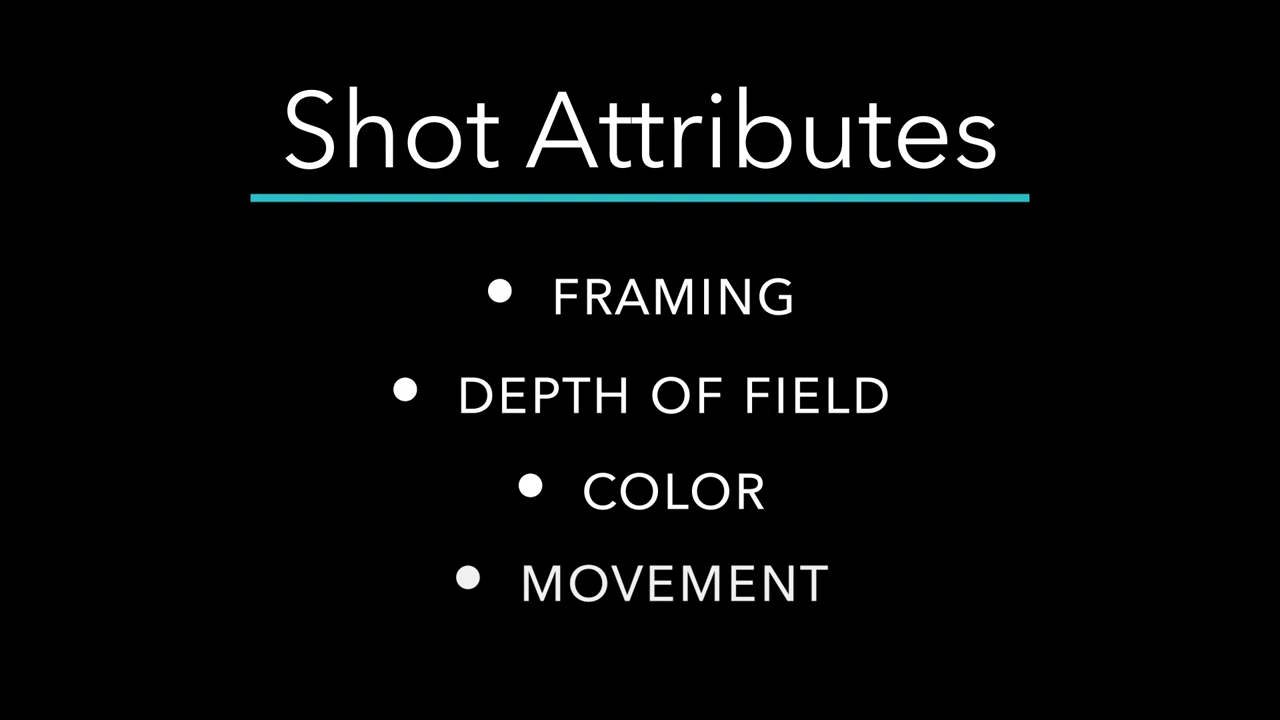 Shot Attributes
• FRAMING
• DEPTH OF FIELD
• COLOR
• MOVEMENT